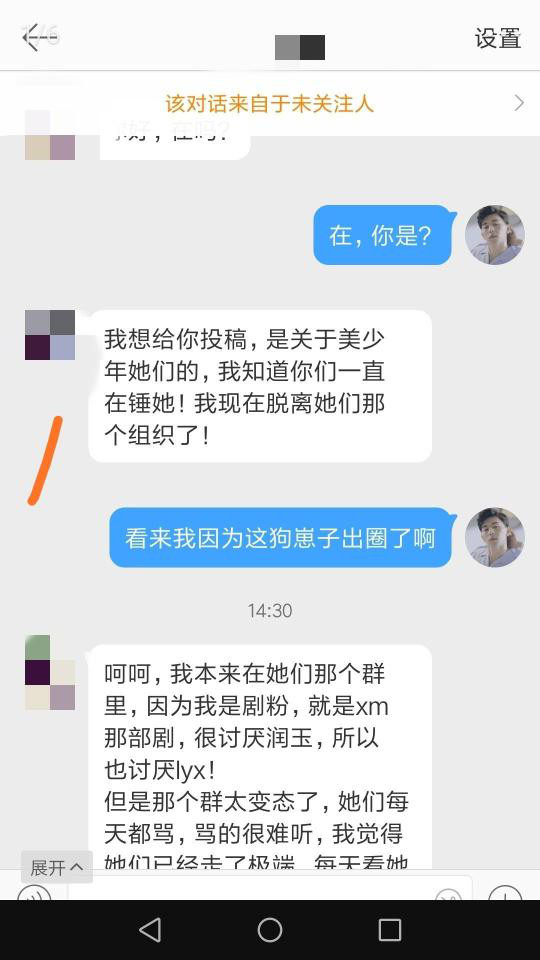 1/6
设置
该对话来自于未关注人
你好，在吗?
在，你是?
我想给你投稿，是关于美少
年她们的，我知道你们一直
在锤她！我现在脱离她们那
个组织了！
看来我因为这狗崽子出圈了啊
14:30
呵呵，我本来在她们那个群
里，因为我是剧粉，就是xm
那部剧，很讨厌润玉，所以
也讨厌lyx！
但是那个群太变态了，她们每
天都骂，骂的很难听，我觉得
她们已经走了极端，每天看她
展开